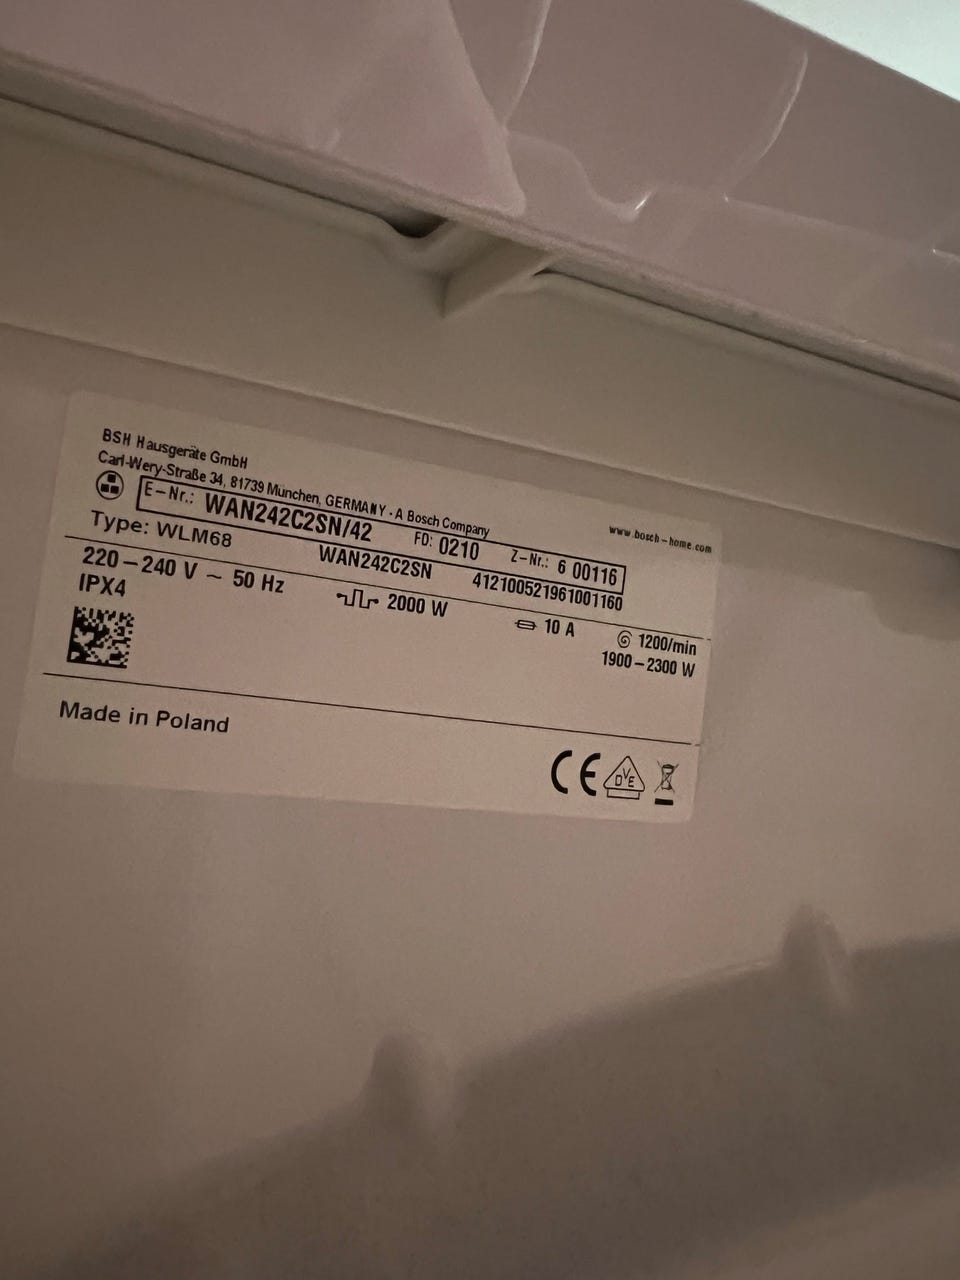 BSH Hausgeräte GmbH
Carl-Wery-Straße 34, 81739 München, GERMANY - A Bosch Company
www.bosch-home.com
E-Nr.: WAN242C2SN/42 FD: 0210 Z-Nr.: 6 00116
Type: WLM68 WAN242C2SN 412100521961001160
220-240 V ~ 50 Hz 2000 W 10 A 1200/min
IPX4 1900-2300 W
Made in Poland
CE DVE